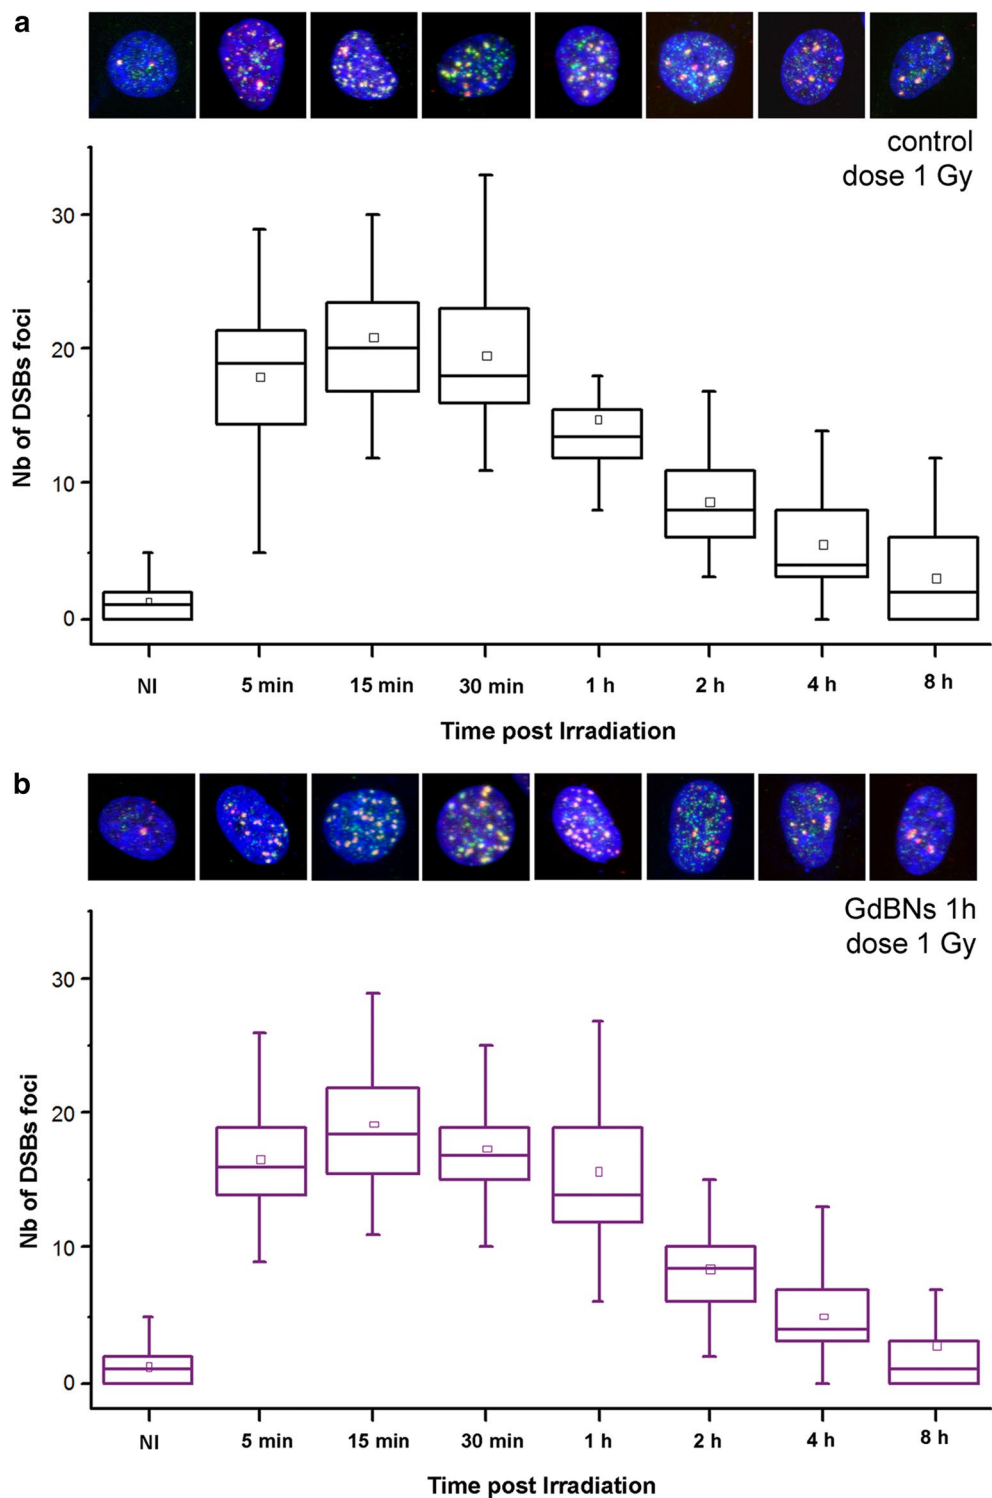 a
control
dose 1 Gy
Nb of DSBs foci
30
20
10
0
NI 5 min 15 min 30 min 1 h 2 h 4 h 8 h
Time post Irradiation
b
GdBNs 1h
dose 1 Gy
Nb of DSBs foci
30
20
10
0
NI 5 min 15 min 30 min 1 h 2 h 4 h 8 h
Time post Irradiation